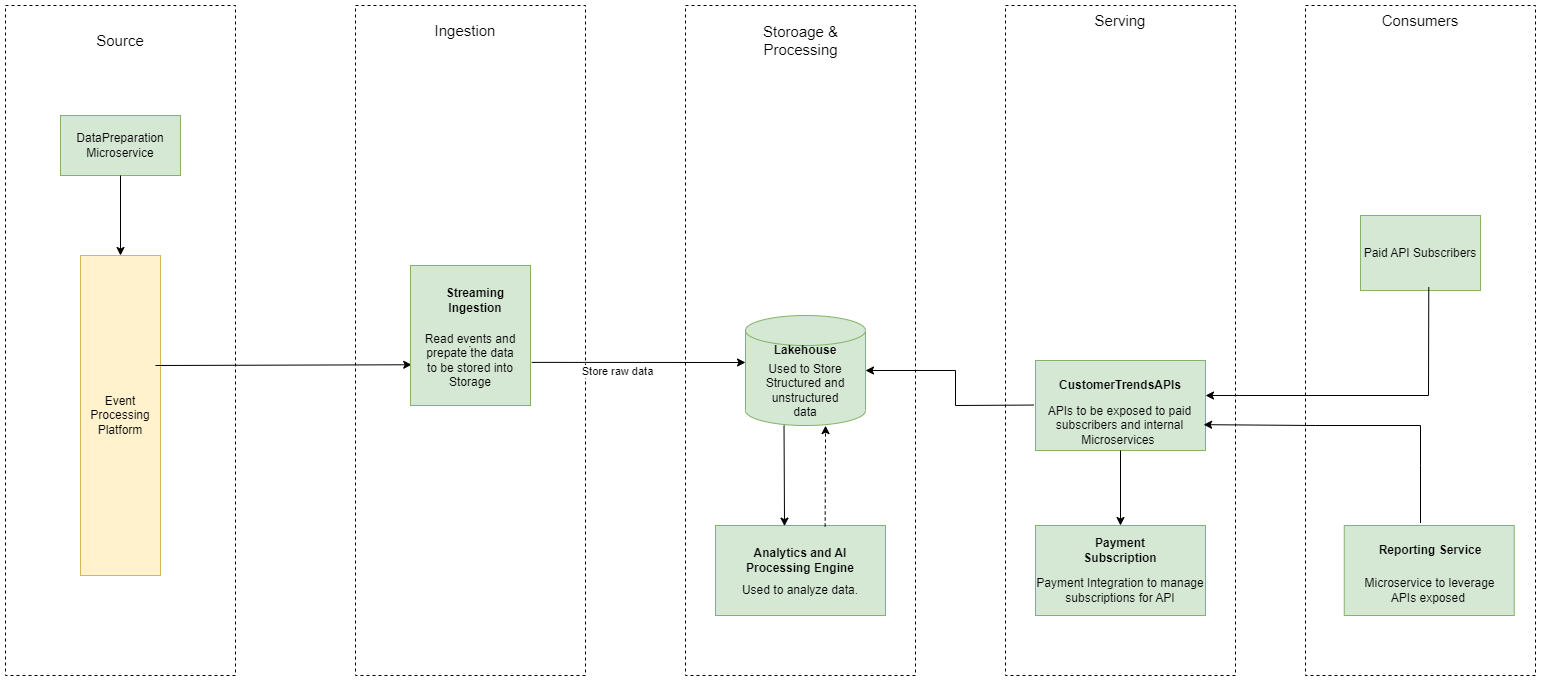 Source
DataPreparation
Microservice
Event
Processing
Platform
Ingestion
Streaming
Ingestion
Read events and
prepate the data
to be stored into
Storage
Store raw data
Storoage &
Processing
Lakehouse
Used to Store
Structured and
unstructured
data
Analytics and AI
Processing Engine
Used to analyze data.
Serving
CustomerTrendsAPIs
APIs to be exposed to paid
subscribers and internal
Microservices
Payment
Subscription
Payment Integration to manage
subscriptions for API
Consumers
Paid API Subscribers
Reporting Service
Microservice to leverage
APIs exposed